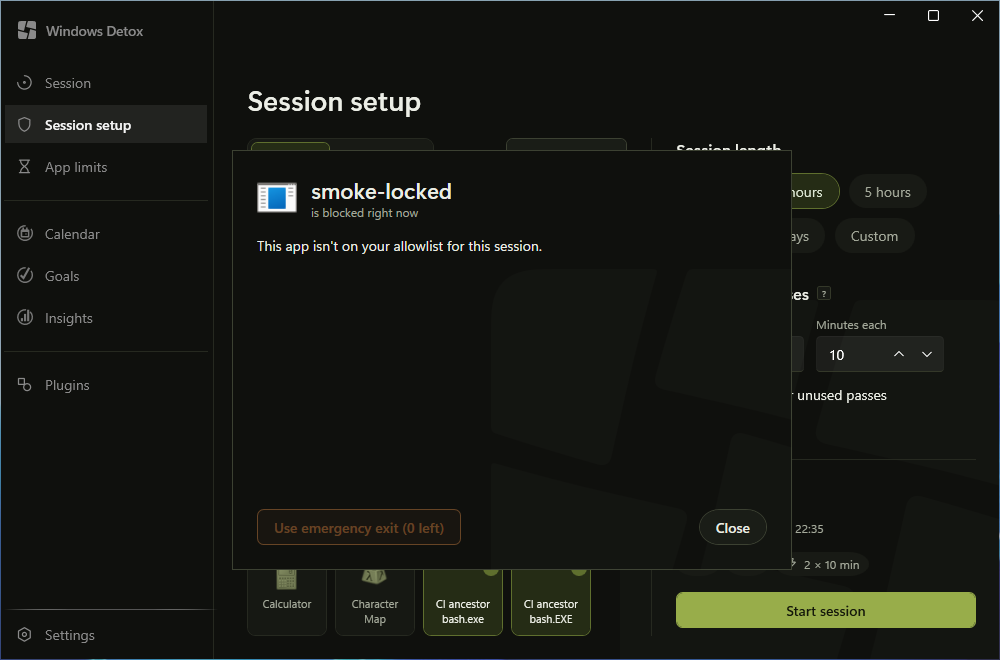 Windows Detox
Session
Session setup
App limits
Calendar
Goals
Insights
Plugins
Settings
Session setup
Session length
hours
5 hours
Custom
?
Minutes each
10
unused passes
22:35
2 × 10 min
Start session
smoke-locked
is blocked right now
This app isn't on your allowlist for this session.
Use emergency exit (0 left)
Close
Calculator
Character
Map
CI ancestor
bash.exe
CI ancestor
bash.EXE